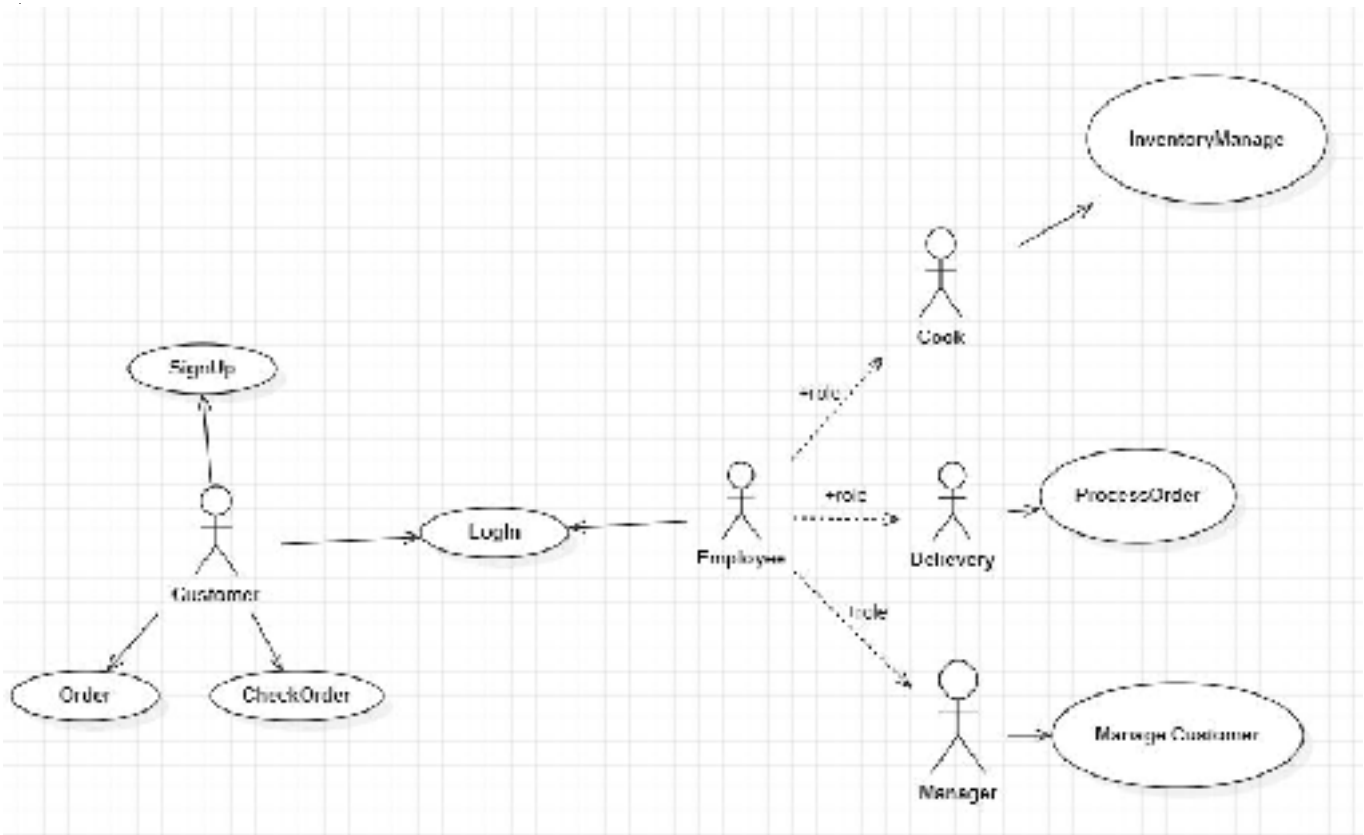 InventoryManage
Cook
SignUp
+role
+role
ProcessOrder
LogIn
Employee
Delievery
Customer
+role
Order
CheckOrder
Manage Customer
Manager